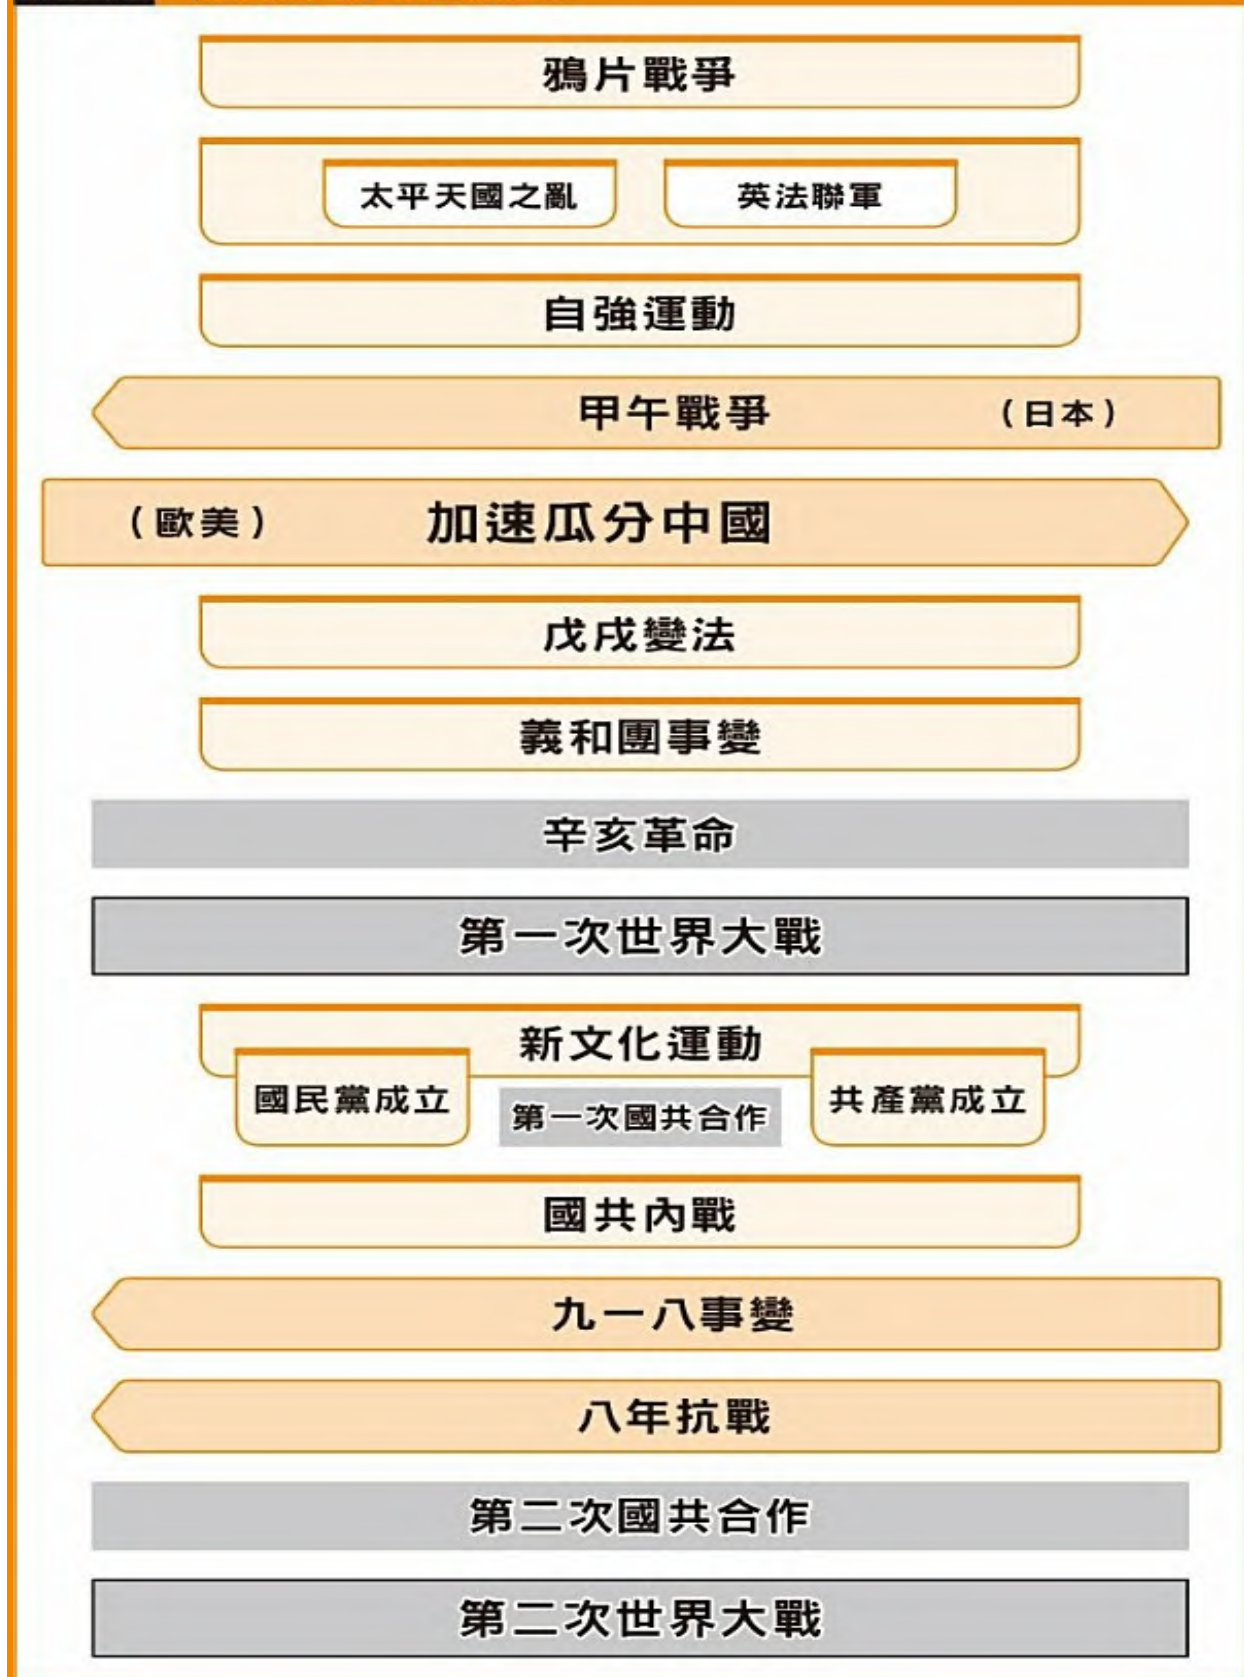 鴉片戰爭
太平天國之亂
英法聯軍
自強運動
甲午戰爭 （日本）
（歐美） 加速瓜分中國
戊戌變法
義和團事變
辛亥革命
第一次世界大戰
新文化運動
國民黨成立
第一次國共合作
共產黨成立
國共內戰
九一八事變
八年抗戰
第二次國共合作
第二次世界大戰